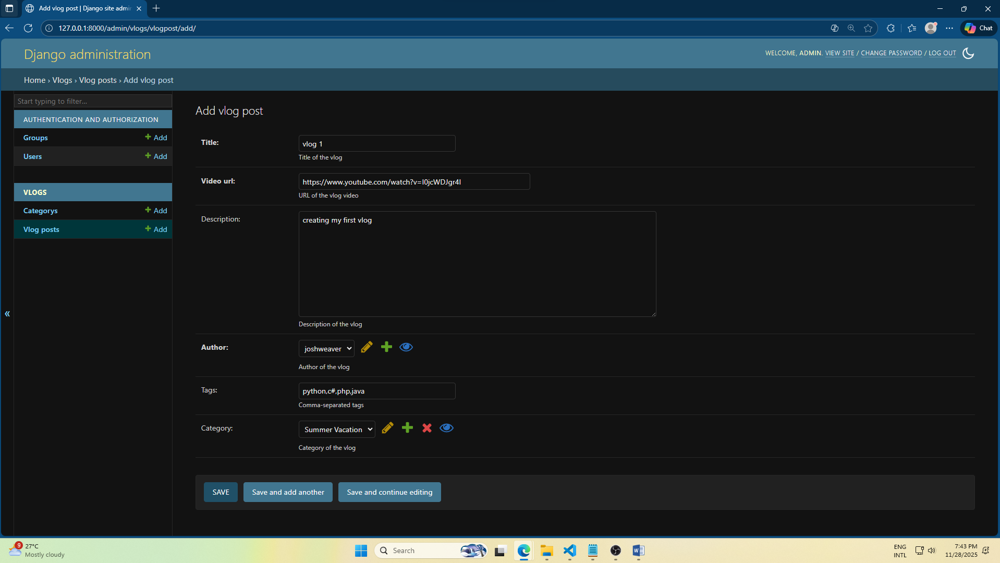 Add vlog post | Django site admin
127.0.0.1:8000/admin/vlogs/vlogpost/add/
Chat
Django administration
WELCOME, ADMIN. VIEW SITE / CHANGE PASSWORD / LOG OUT
Home › Vlogs › Vlog posts › Add vlog post
Start typing to filter...
AUTHENTICATION AND AUTHORIZATION
Groups Add
Users Add
VLOGS
Categorys Add
Vlog posts Add
«
Add vlog post
Title: vlog 1
Title of the vlog
Video url: https://www.youtube.com/watch?v=I0jcWDJgr4I
URL of the vlog video
Description: creating my first vlog
Description of the vlog
Author: joshweaver
Author of the vlog
Tags: python,c#,php,java
Comma-separated tags
Category: Summer Vacation
Category of the vlog
SAVE Save and add another Save and continue editing
9
27°C
Mostly cloudy
Search
ENG
INTL
7:43 PM
11/28/2025